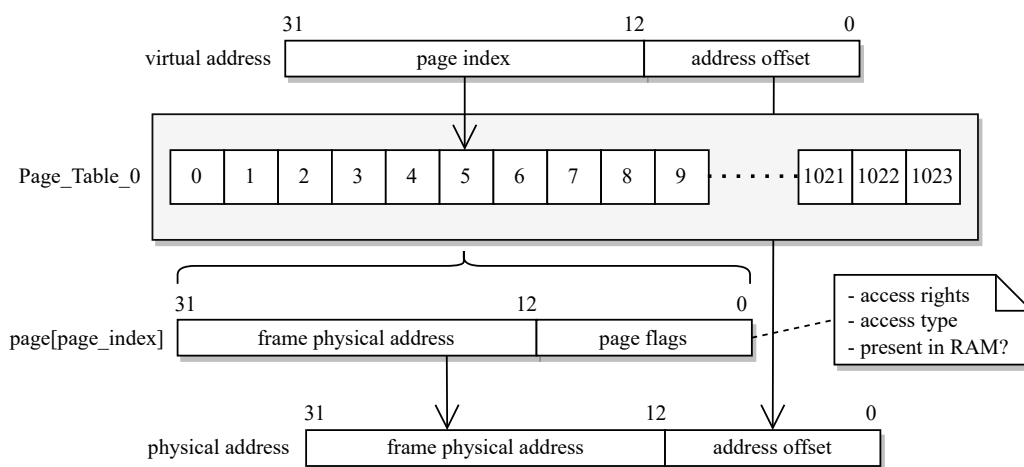 31 12 0
virtual address page index address offset
Page_Table_0 0 1 2 3 4 5 6 7 8 9 1021 1022 1023
31 12 0
page[page_index] frame physical address page flags
- access rights
- access type
- present in RAM?
31 12 0
physical address frame physical address address offset